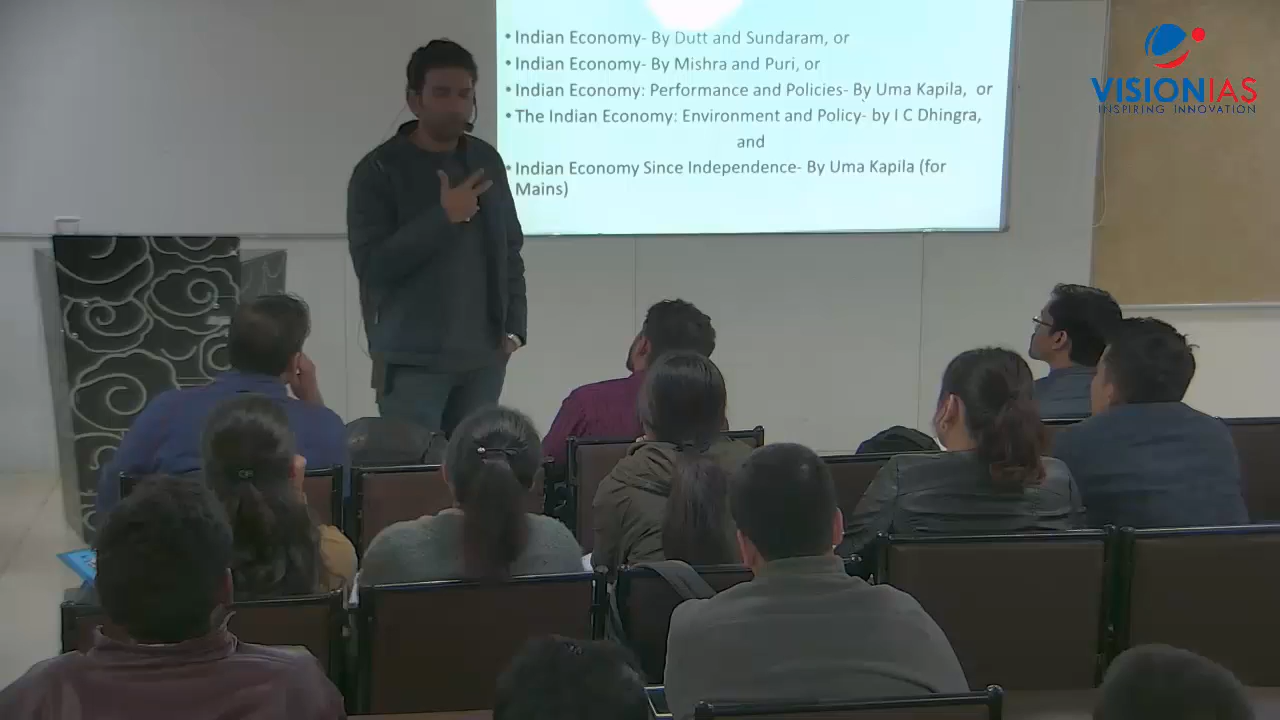 • Indian Economy- By Dutt and Sundaram, or
• Indian Economy- By Mishra and Puri, or
• Indian Economy: Performance and Policies- By Uma Kapila, or
• The Indian Economy: Environment and Policy- by I C Dhingra,
and
• Indian Economy Since Independence- By Uma Kapila (for
Mains)
VISIONIAS
INSPIRING INNOVATION